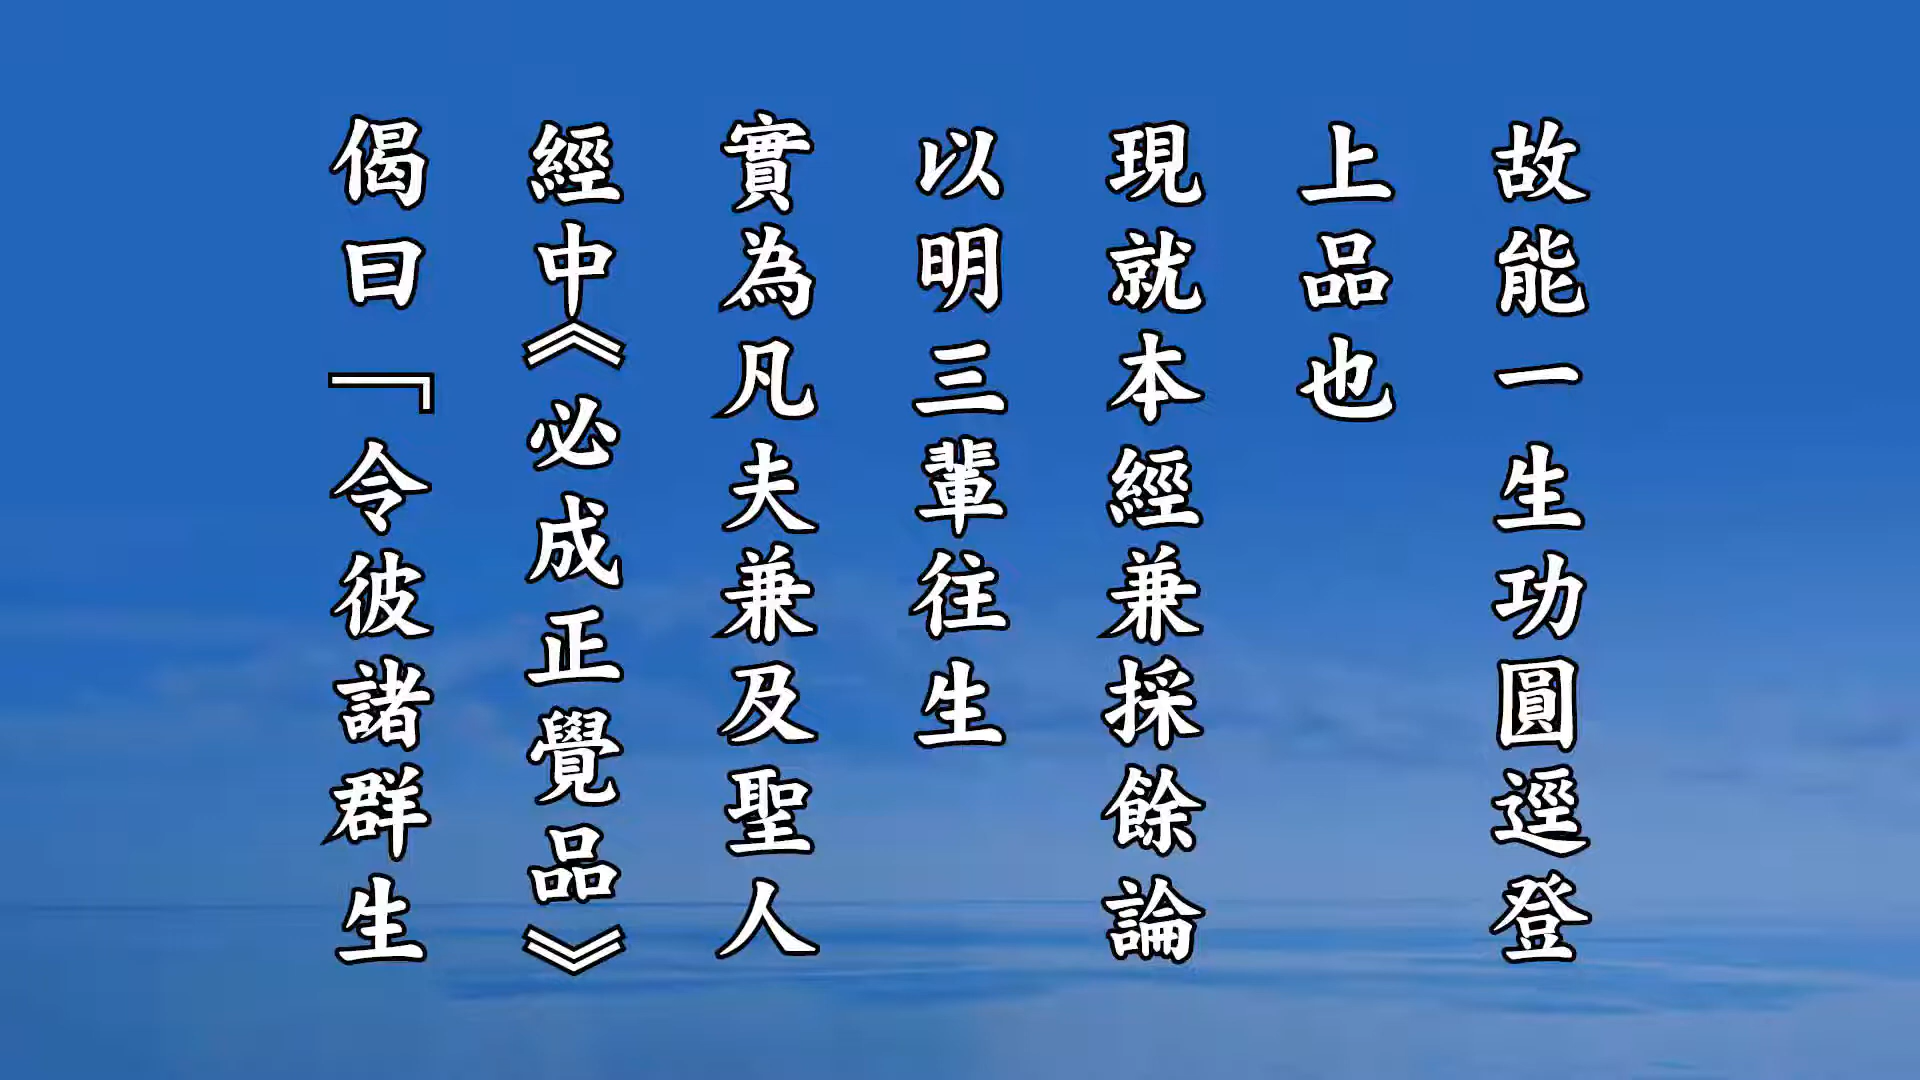 故能一生功圓逕登
上品也
現就本經兼採餘論
以明三輩往生
實為凡夫兼及聖人
經中《必成正覺品》
偈曰「令彼諸群生